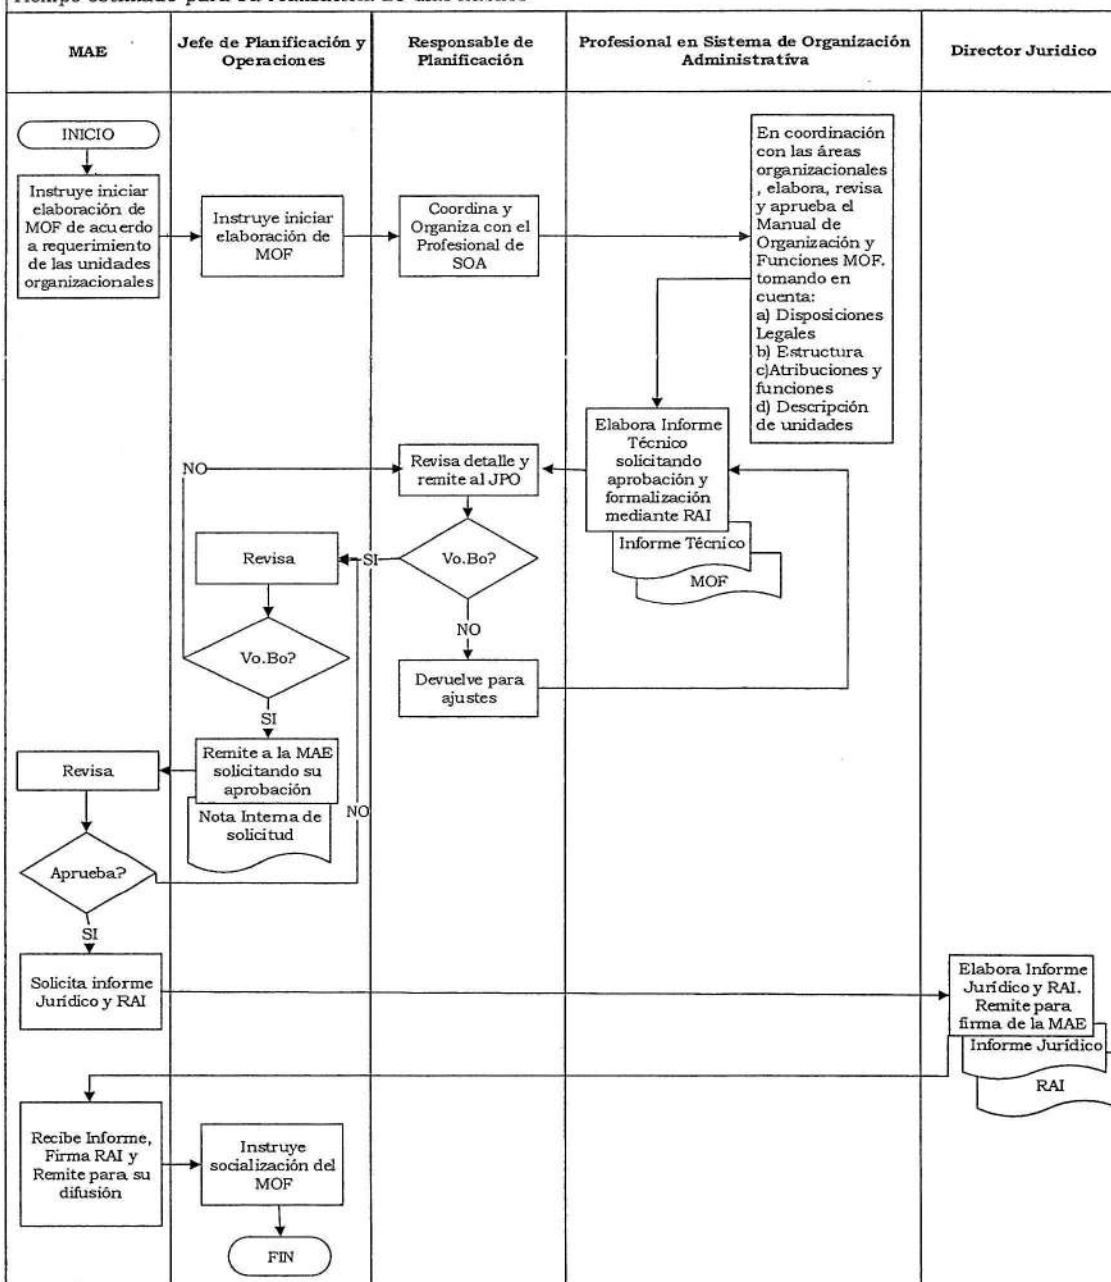 MAE
Jefe de Planificación y
Operaciones
Responsable de
Planificación
Profesional en Sistema de Organización
Administrativa
Director Juridico
INICIO
Instruye iniciar
elaboración de
MOF de acuerdo
a requerimiento
de las unidades
organizacionales
Instruye iniciar
elaboración de
MOF
Coordina y
Organiza con el
Profesional de
SOA
En coordinación
con las áreas
organizacionales
, elabora, revisa
y aprueba el
Manual de
Organización y
Funciones MOF.
tomando en
cuenta:
a) Disposiciones
Legales
b) Estructura
c)Atribuciones y
funciones
d) Descripción
de unidades
Elabora Informe
Técnico
solicitando
aprobación y
formalización
mediante RAI
Informe Técnico
MOF
NO
Revisa detalle y
remite al JPO
Revisa
SI
Vo.Bo?
NO
Vo.Bo?
Devuelve para
ajustes
SI
Revisa
Remite a la MAE
solicitando su
aprobación
Nota Interna de
solicitud
NO
Aprueba?
SI
Solicita informe
Jurídico y RAI
Elabora Informe
Jurídico y RAI.
Remite para
firma de la MAE
Informe Jurídico
RAI
Recibe Informe,
Firma RAI y
Remite para su
difusión
Instruye
socialización del
MOF
FIN